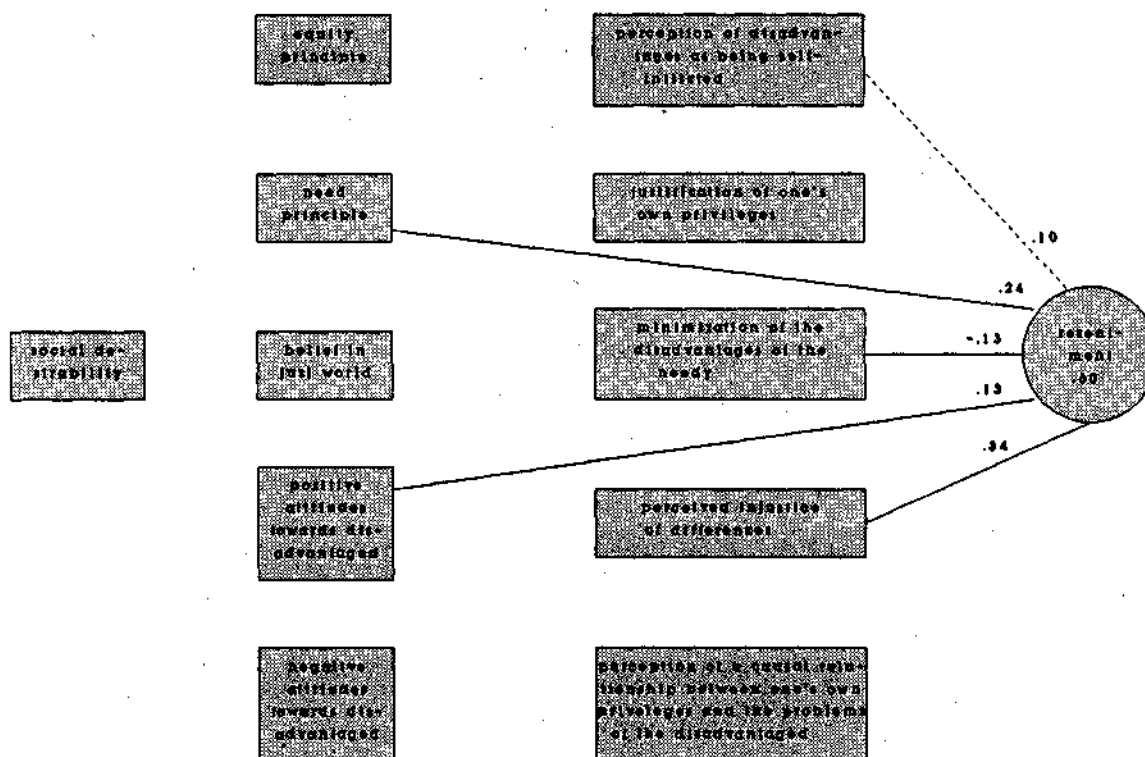 equity
principle
perception of disadvan-
tages as being self-
initiated
need
principle
justification of one's
own privileges
.10
.24
social de-
sirability
belief in
just world
minimization of the
disadvantages of the
needy
-.13
resent-
ment
.60
.13
.34
positive
attitudes
towards dis-
advantaged
perceived injustice
of differences
negative
attitudes
towards dis-
advantaged
perception of a causal rela-
tionship between one's own
priveleges and the problems
of the disadvantaged